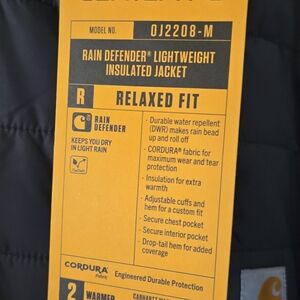 MODEL NO. OJ2208-M
RAIN DEFENDER® LIGHTWEIGHT
INSULATED JACKET
R RELAXED FIT
RAIN
DEFENDER
KEEPS YOU DRY
IN LIGHT RAIN
- Durable water repellent
(DWR) makes rain bead
up and roll off
- CORDURA® fabric for
maximum wear and tear
protection
- Insulation for extra
warmth
- Adjustable cuffs and
hem for a custom fit
- Secure chest pocket
- Secure interior pocket
- Drop-tail hem for added
coverage
CORDURA
Fabric
Engineered Durable Protection
2 WARMER